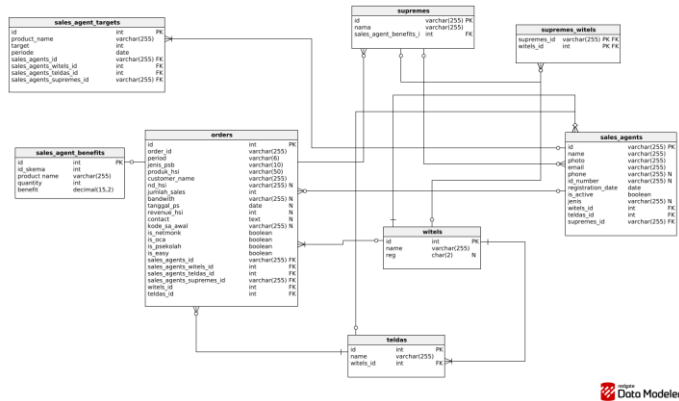 sales_agent_targets
id int PK
product_name varchar(255)
target int
periode date
sales_agents_id varchar(255) FK
sales_agents_witels_id int FK
sales_agents_teldas_id int FK
sales_agents_supremes_id varchar(255) FK
supremes
id varchar(255) PK
nama varchar(255)
sales_agent_benefits_i int FK
supremes_witels
supremes_id varchar(255) PK FK
witels_id int PK FK
sales_agent_benefits
id int PK
id_skema int
product name varchar(255)
quantity int
benefit decimal(15,2)
orders
id int PK
order_id varchar(255)
period varchar(6)
jenis_psb varchar(10)
produk_hsi varchar(50)
customer_name varchar(255)
nd_hsi varchar(255) N
jumlah_sales int
bandwith varchar(255) N
tanggal_ps date N
revenue_hsi int N
contact text N
kode_sa_awal varchar(255) N
is_netmonk boolean
is_oca boolean
is_psekolah boolean
is_easy boolean
sales_agents_id varchar(255) FK
sales_agents_witels_id int FK
sales_agents_teldas_id int FK
sales_agents_supremes_id varchar(255) FK
witels_id int FK
teldas_id int FK
sales_agents
id varchar(255) PK
name varchar(255)
photo varchar(255)
email varchar(255)
phone varchar(255) N
id_number varchar(255) N
registration_date date
is_active boolean
jenis varchar(255) N
witels_id int FK
teldas_id int FK
supremes_id varchar(255) FK
witels
id int PK
name varchar(255)
reg char(2) N
teldas
id int PK
name varchar(255)
witels_id int FK
redgate
Data Modeler